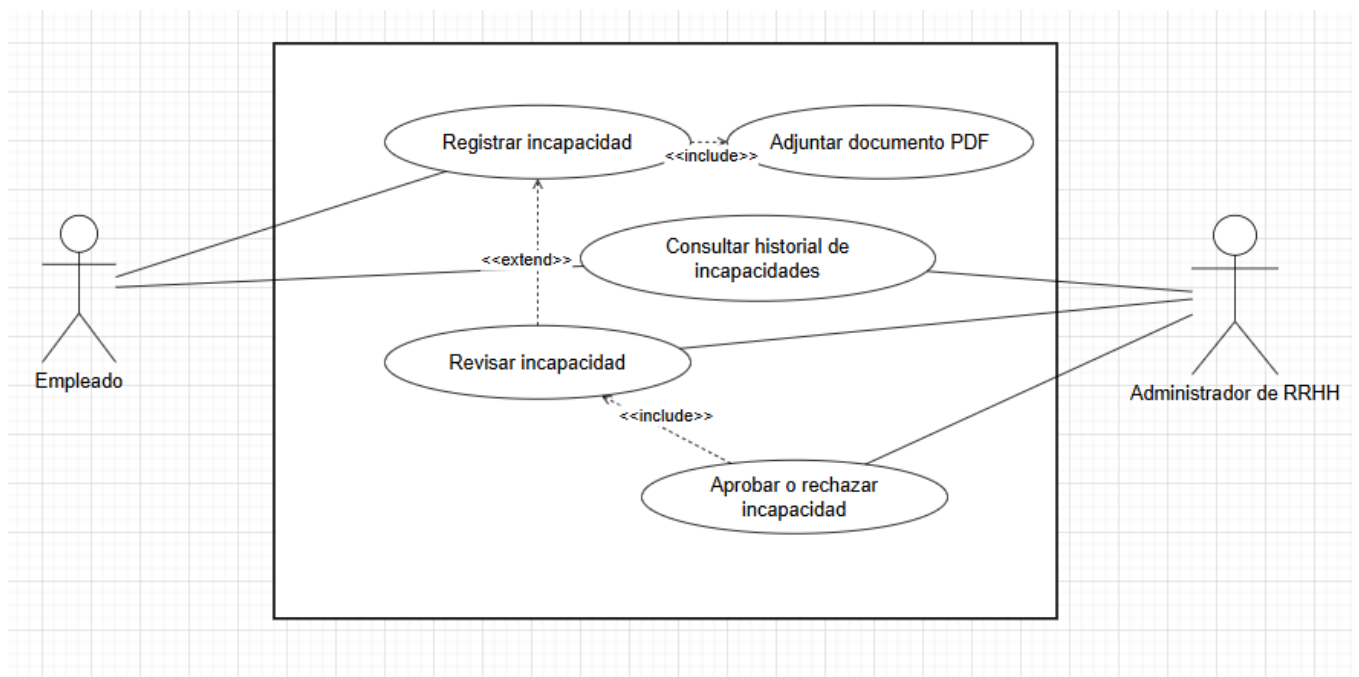 Registrar incapacidad
<<include>>
Adjuntar documento PDF
<<extend>>
Consultar historial de
incapacidades
Revisar incapacidad
<<include>>
Aprobar o rechazar
incapacidad
Empleado
Administrador de RRHH